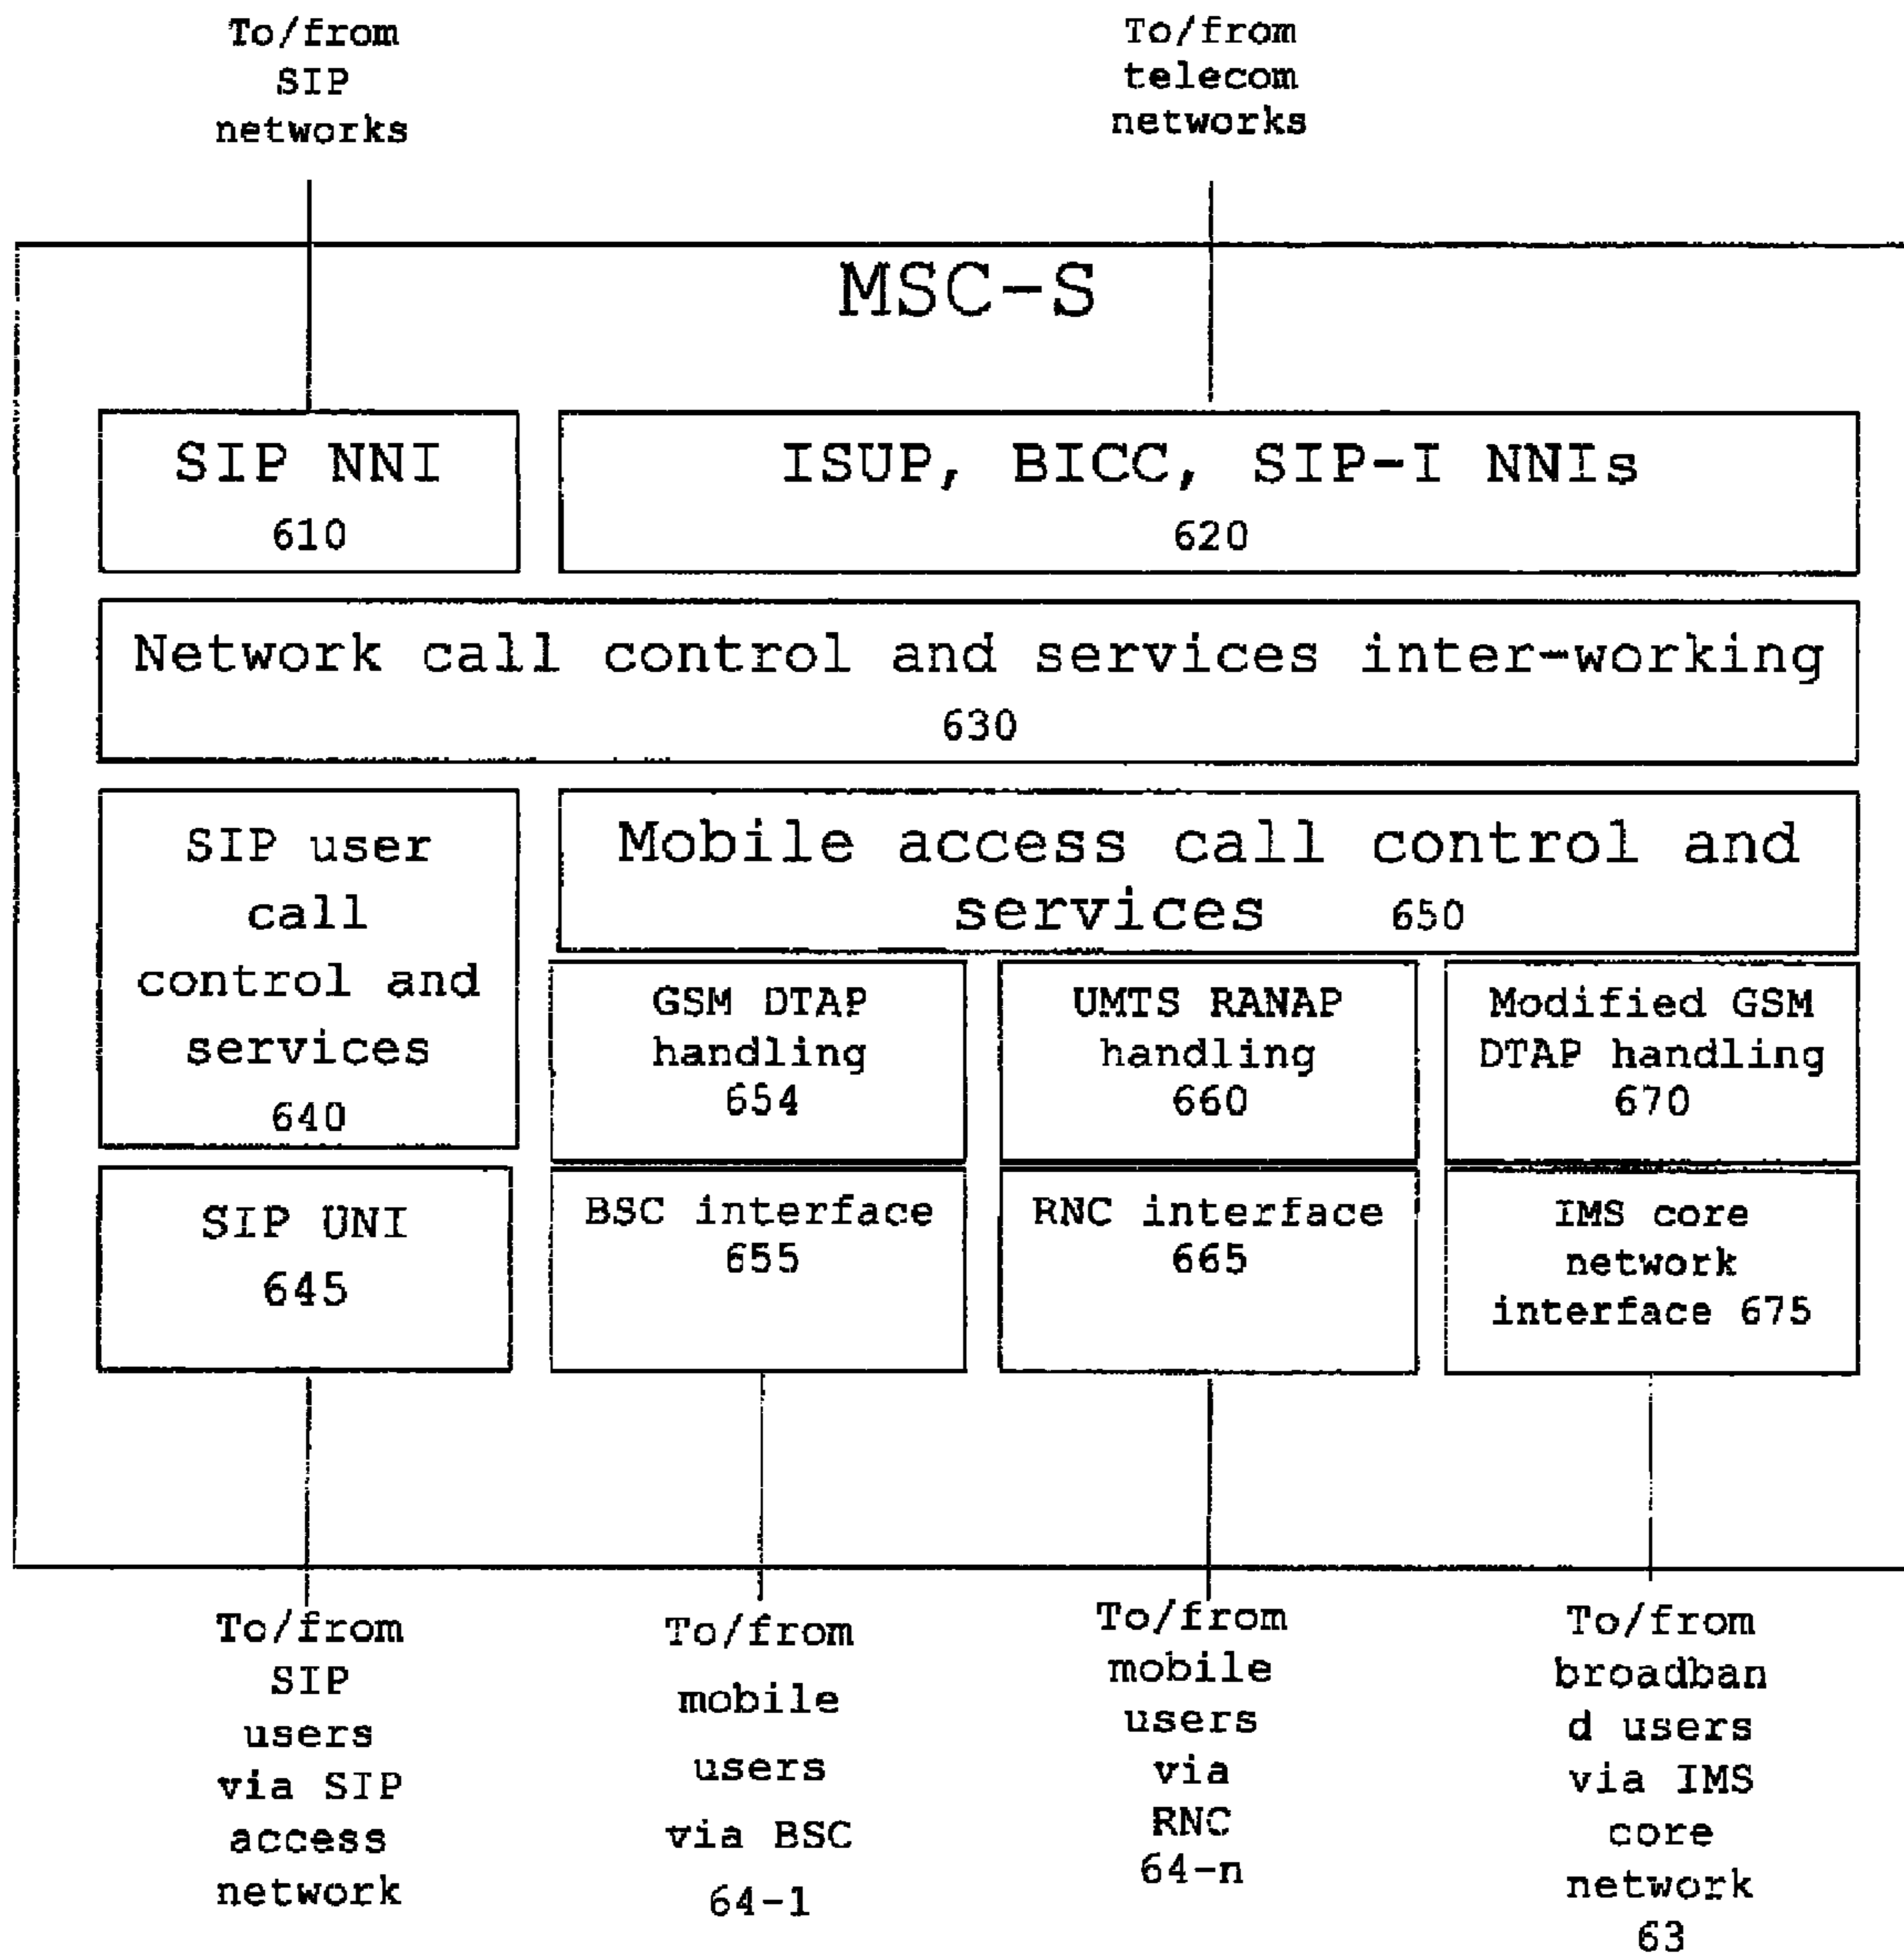 To/from
SIP
networks
To/from
telecom
networks
MSC-S
SIP NNI
610
ISUP, BICC, SIP-I NNIs
620
Network call control and services inter-working
630
SIP user
call
control and
services
640
Mobile access call control and
services 650
GSM DTAP
handling
654
UMTS RANAP
handling
660
Modified GSM
DTAP handling
670
SIP UNI
645
BSC interface
655
RNC interface
665
IMS core
network
interface 675
To/from
SIP
users
via SIP
access
network
To/from
mobile
users
via BSC
64-1
To/from
mobile
users
via
RNC
64-n
To/from
broadban
d users
via IMS
core
network
63